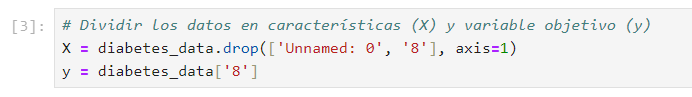 [3]: # Dividir los datos en características (X) y variable objetivo (y)
X = diabetes_data.drop(['Unnamed: 0', '8'], axis=1)
y = diabetes_data['8']